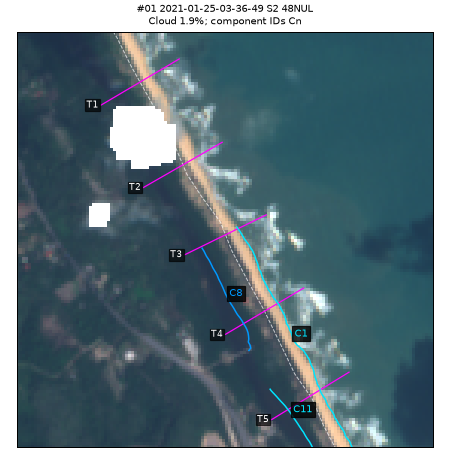 #01 2021-01-25-03-36-49 S2 48NUL
Cloud 1.9%; component IDs Cn
T1
T2
T3
C8
T4
C1
C11
T5